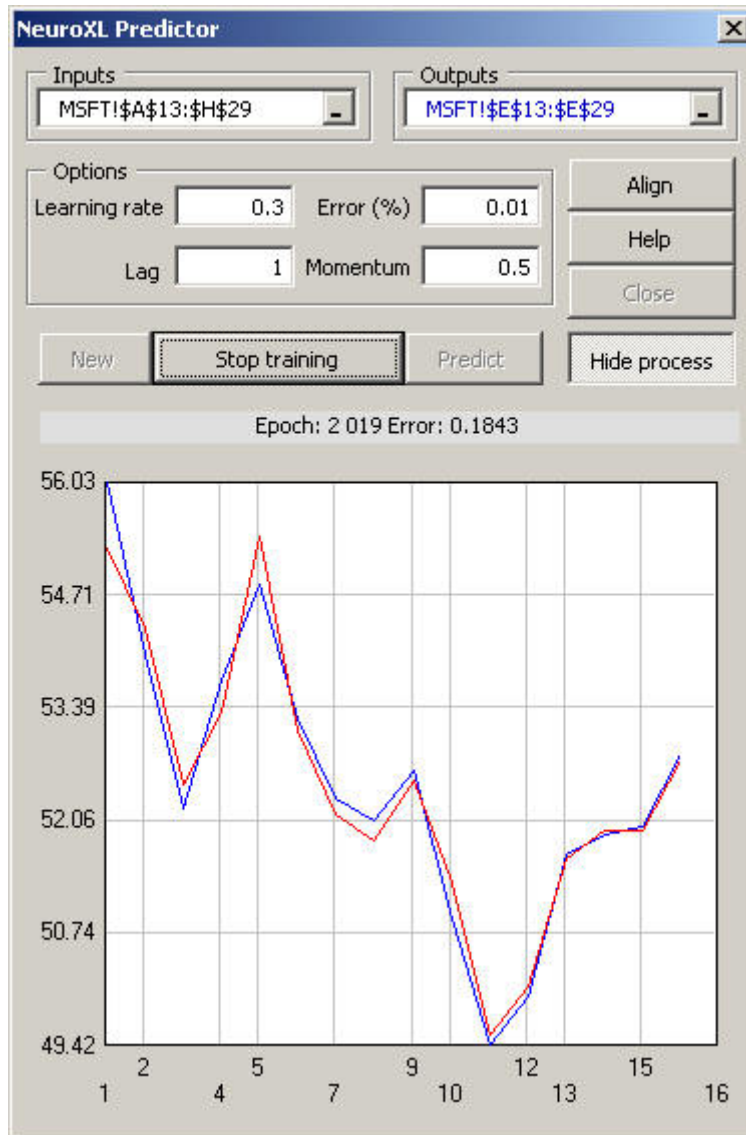 NeuroXL Predictor
Inputs
MSFT!$A$13:$H$29
Outputs
MSFT!$E$13:$E$29
Options
Learning rate 0.3 Error (%) 0.01
Lag 1 Momentum 0.5
Align
Help
Close
New Stop training Predict Hide process
Epoch: 2 019 Error: 0.1843
56.03
54.71
53.39
52.06
50.74
49.42
2 5 9 12 15
1 4 7 10 13 16